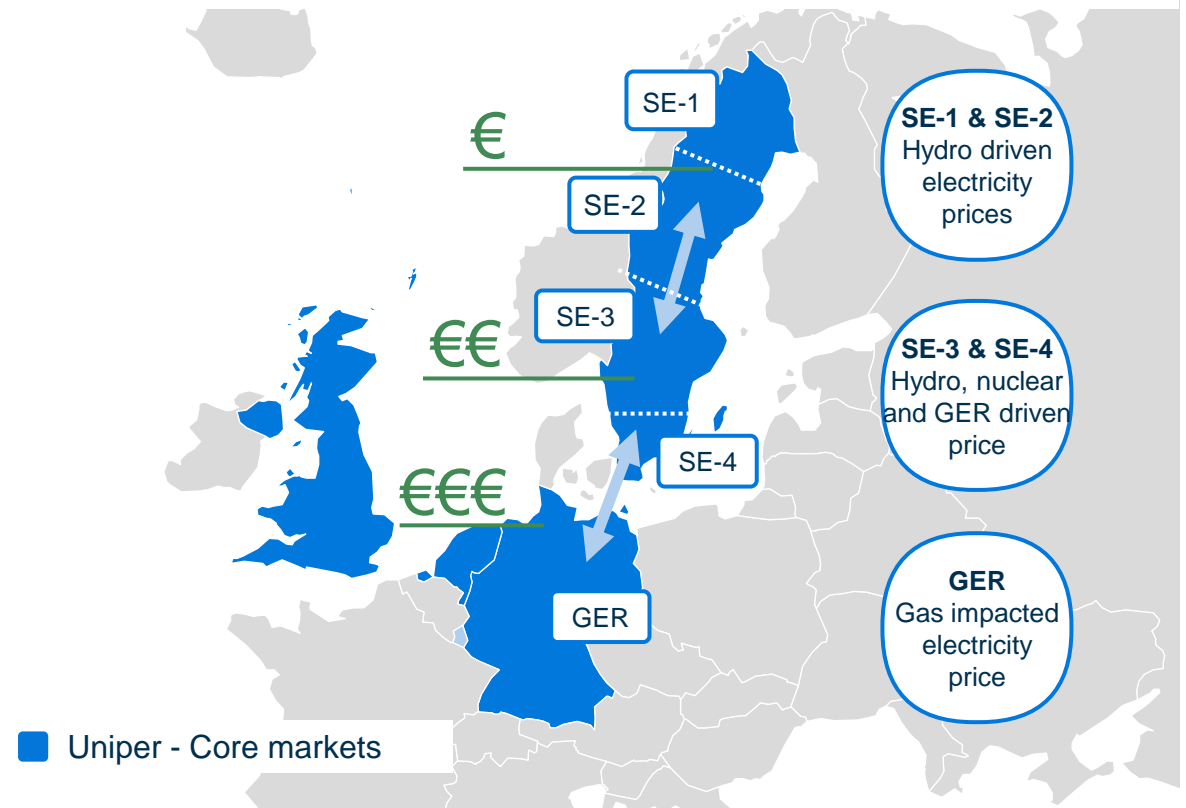 SE-1
€
SE-2
SE-3
€€
SE-4
€€€
GER
SE-1 & SE-2
Hydro driven
electricity
prices
SE-3 & SE-4
Hydro, nuclear
and GER driven
price
GER
Gas impacted
electricity
price
Uniper - Core markets